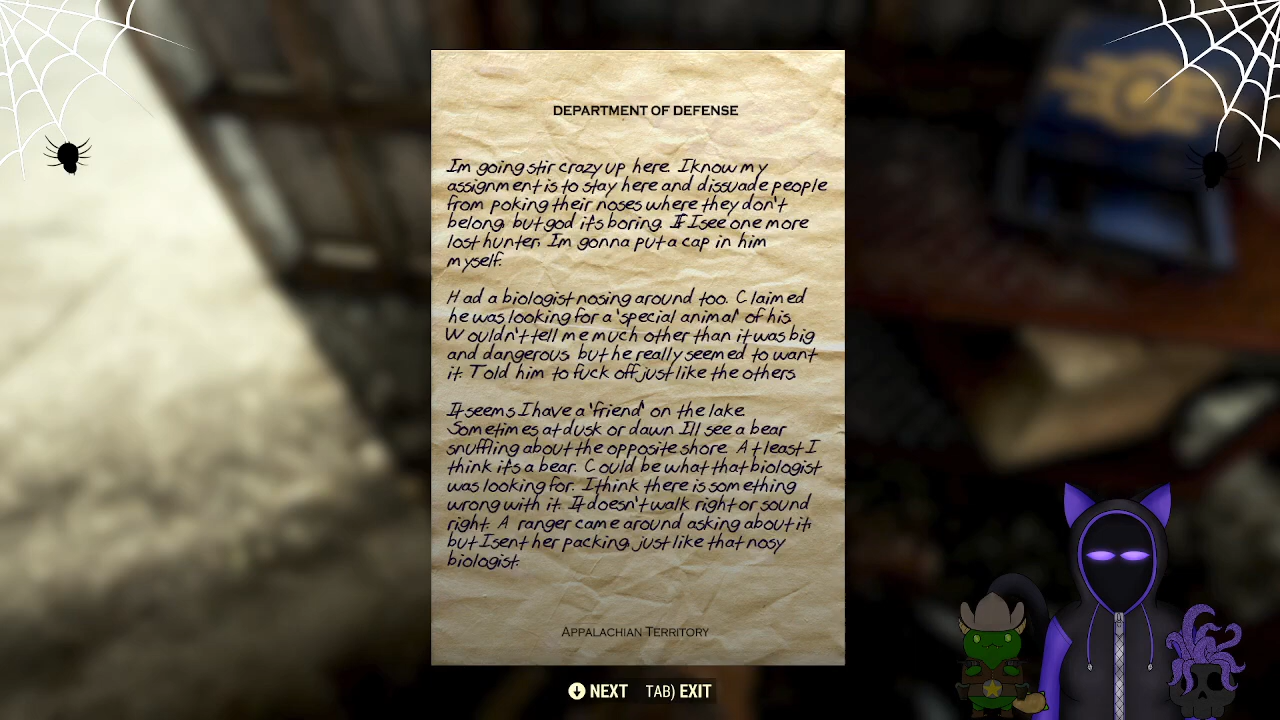 DEPARTMENT OF DEFENSE
Im going stir crazy up here. I know my
assignment is to stay here and dissuade people
from poking their noses where they don't
belong, but god it's boring. If I see one more
lost hunter, Im gonna put a cap in him
myself.
Had a biologist nosing around too. Claimed
he was looking for a 'special animal' of his.
Wouldn't tell me much other than it was big
and dangerous, but he really seemed to want
it. Told him to fuck off just like the others.
It seems I have a 'friend' on the lake.
Sometimes at dusk or dawn I'll see a bear
snuffling about the opposite shore. At least I
think its a bear. Could be what that biologist
was looking for. I think there is something
wrong with it. It doesn't walk right or sound
right. A ranger came around asking about it,
but I sent her packing, just like that nosy
biologist.
APPALACHIAN TERRITORY
NEXT TAB) EXIT